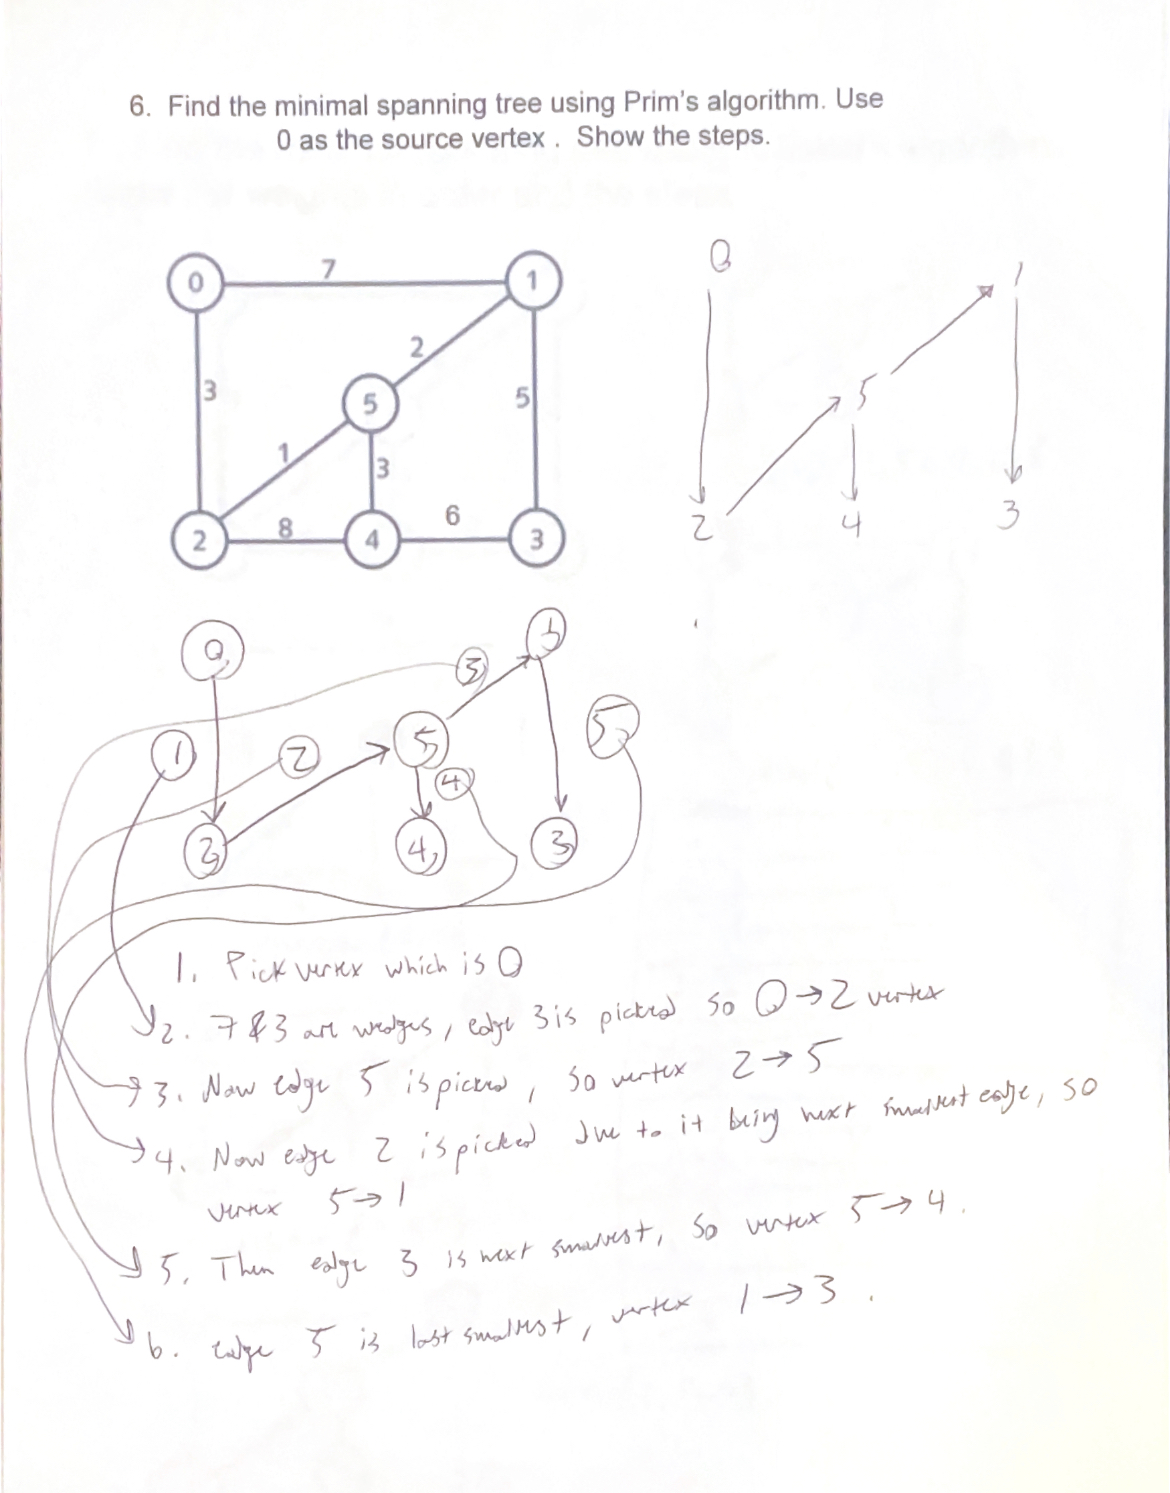 6. Find the minimal spanning tree using Prim's algorithm. Use
0 as the source vertex . Show the steps.
0 7 1
2
3 5 5
1 3
2 8 4 6 3
0 1
5
2 4 3
0 1
3
1 2 5 5
4
2 4 3
1. Pick vertex which is 0
2. 7 & 3 are wedges, edge 3 is picked so 0 → 2 vertex
3. Now edge 5 is picked, so vertex 2 → 5
4. Now edge 2 is picked due to it being next smallest edge, so
vertex 5 → 1
5. Then edge 3 is next smallest, so vertex 5 → 4.
6. edge 5 is last smallest, vertex 1 → 3.